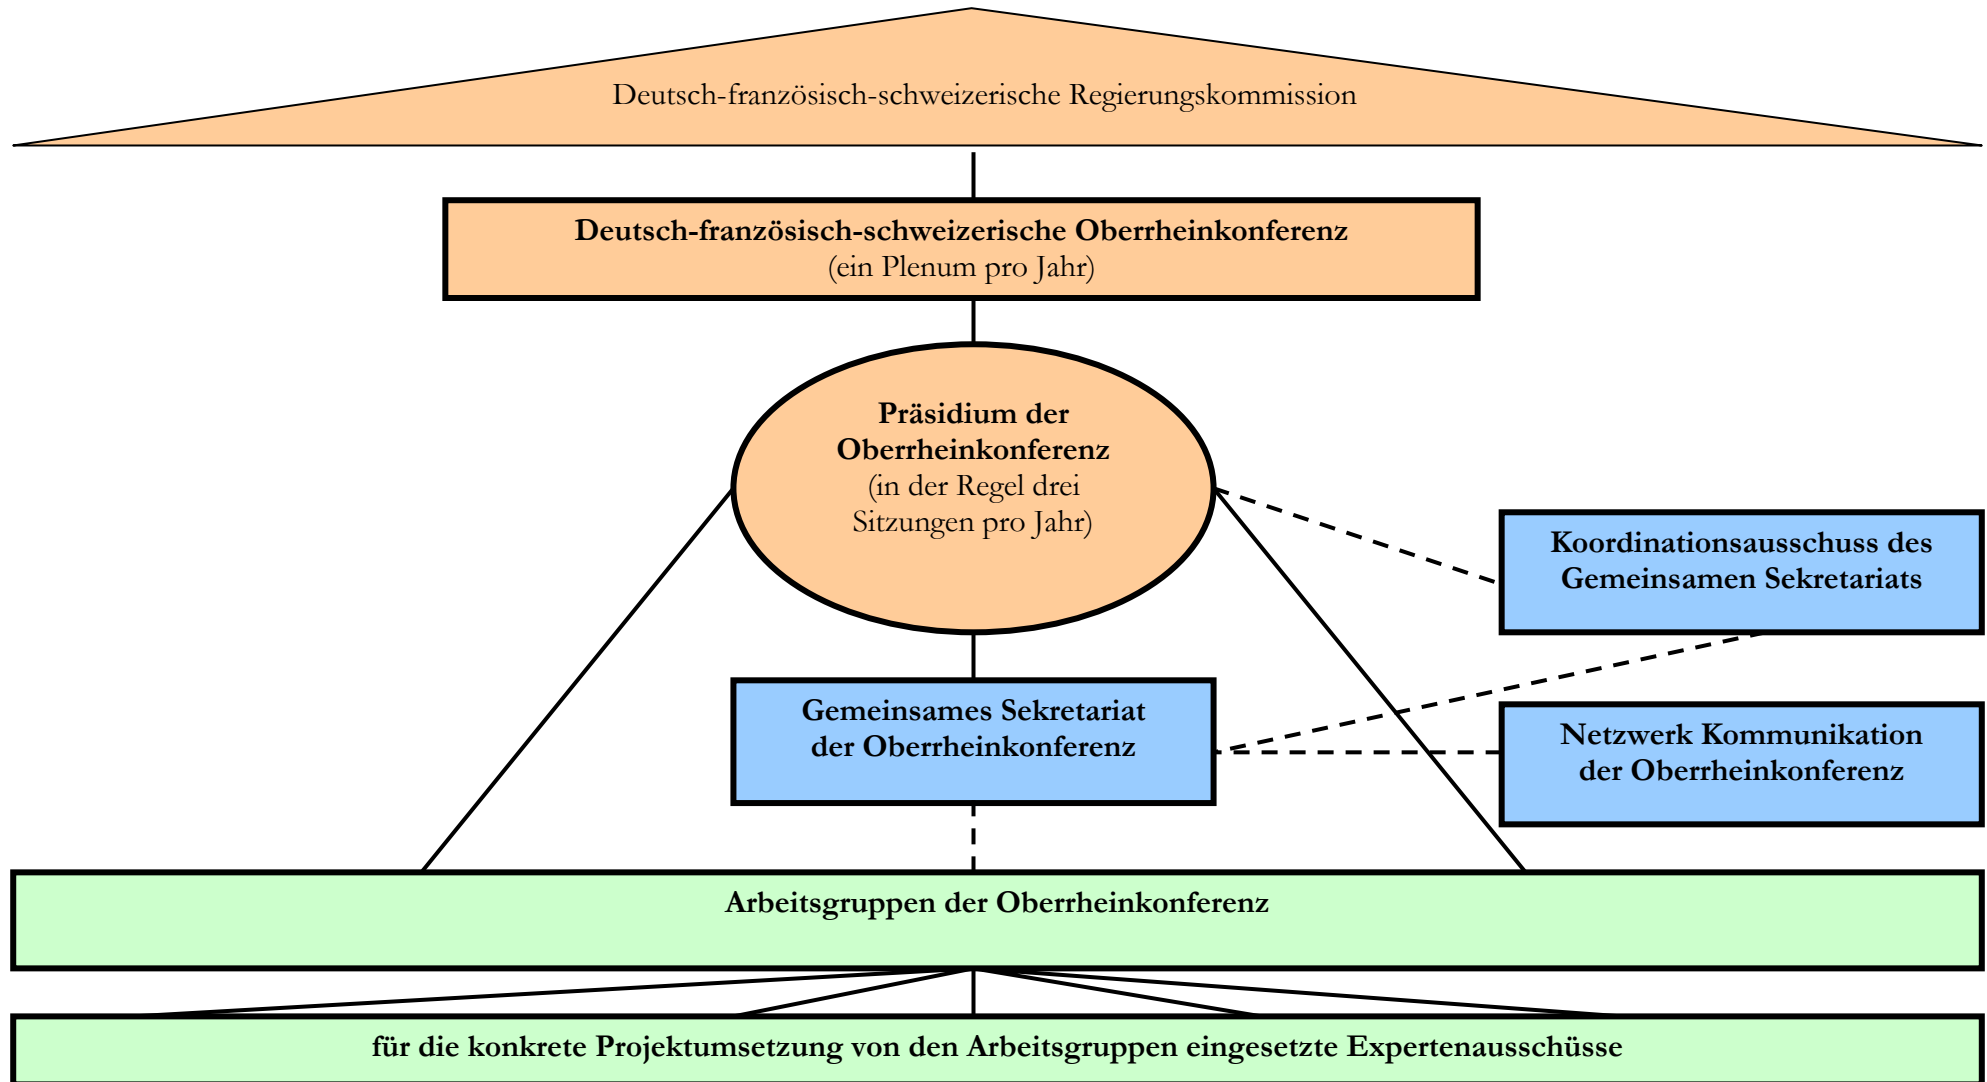 Deutsch-französisch-schweizerische Regierungskommission
Deutsch-französisch-schweizerische Oberrheinkonferenz
(ein Plenum pro Jahr)
Präsidium der
Oberrheinkonferenz
(in der Regel drei
Sitzungen pro Jahr)
Koordinationsausschuss des
Gemeinsamen Sekretariats
Gemeinsames Sekretariat
der Oberrheinkonferenz
Netzwerk Kommunikation
der Oberrheinkonferenz
Arbeitsgruppen der Oberrheinkonferenz
für die konkrete Projektumsetzung von den Arbeitsgruppen eingesetzte Expertenausschüsse